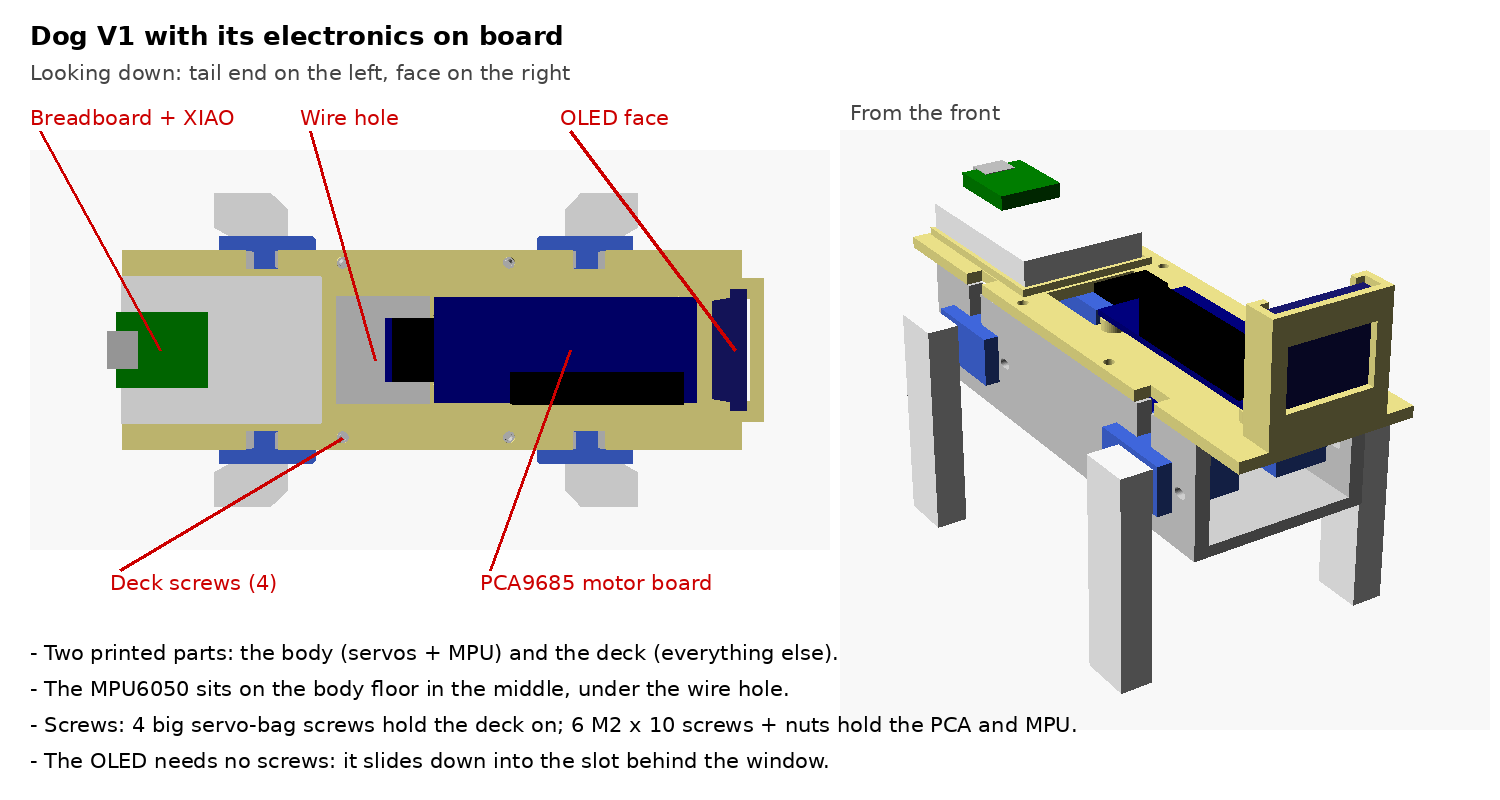 Dog V1 with its electronics on board
Looking down: tail end on the left, face on the right
Breadboard + XIAO
Wire hole
OLED face
From the front
Deck screws (4)
PCA9685 motor board
- Two printed parts: the body (servos + MPU) and the deck (everything else).
- The MPU6050 sits on the body floor in the middle, under the wire hole.
- Screws: 4 big servo-bag screws hold the deck on; 6 M2 x 10 screws + nuts hold the PCA and MPU.
- The OLED needs no screws: it slides down into the slot behind the window.